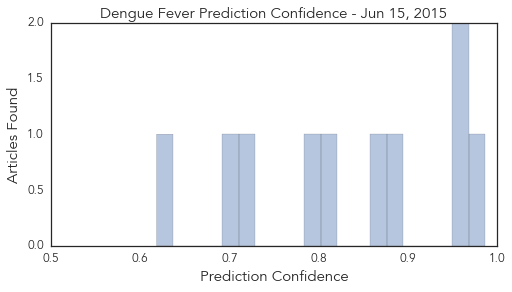 Dengue Fever Prediction Confidence - Jun 15, 2015
2.0
1.5
1.0
0.5
0.0
Articles Found
0.5 0.6 0.7 0.8 0.9 1.0
Prediction Confidence